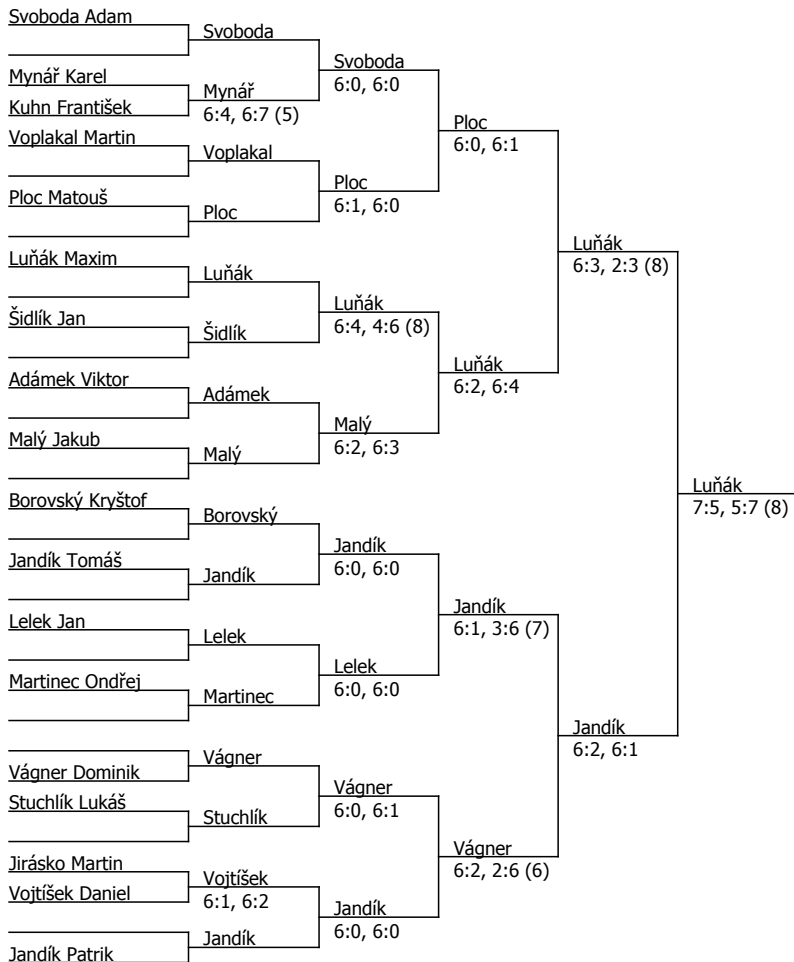 Svoboda Adam
Svoboda
Svoboda
6:0, 6:0
Mynář Karel
Mynář
6:4, 6:7 (5)
Kuhn František
Ploc
6:0, 6:1
Voplakal Martin
Voplakal
Ploc
6:1, 6:0
Ploc Matouš
Ploc
Luňák
6:3, 2:3 (8)
Luňák Maxim
Luňák
Luňák
6:4, 4:6 (8)
Šidlík Jan
Šidlík
Luňák
6:2, 6:4
Adámek Viktor
Adámek
Malý
6:2, 6:3
Malý Jakub
Malý
Luňák
7:5, 5:7 (8)
Borovský Kryštof
Borovský
Jandík
6:0, 6:0
Jandík Tomáš
Jandík
Jandík
6:1, 3:6 (7)
Lelek Jan
Lelek
Lelek
6:0, 6:0
Martinec Ondřej
Martinec
Jandík
6:2, 6:1
Vágner
Vágner Dominik
Vágner
6:0, 6:1
Stuchlík Lukáš
Stuchlík
Vágner
6:2, 2:6 (6)
Jirásko Martin
Vojtíšek
6:1, 6:2
Vojtíšek Daniel
Jandík
6:0, 6:0
Jandík
Jandík Patrik